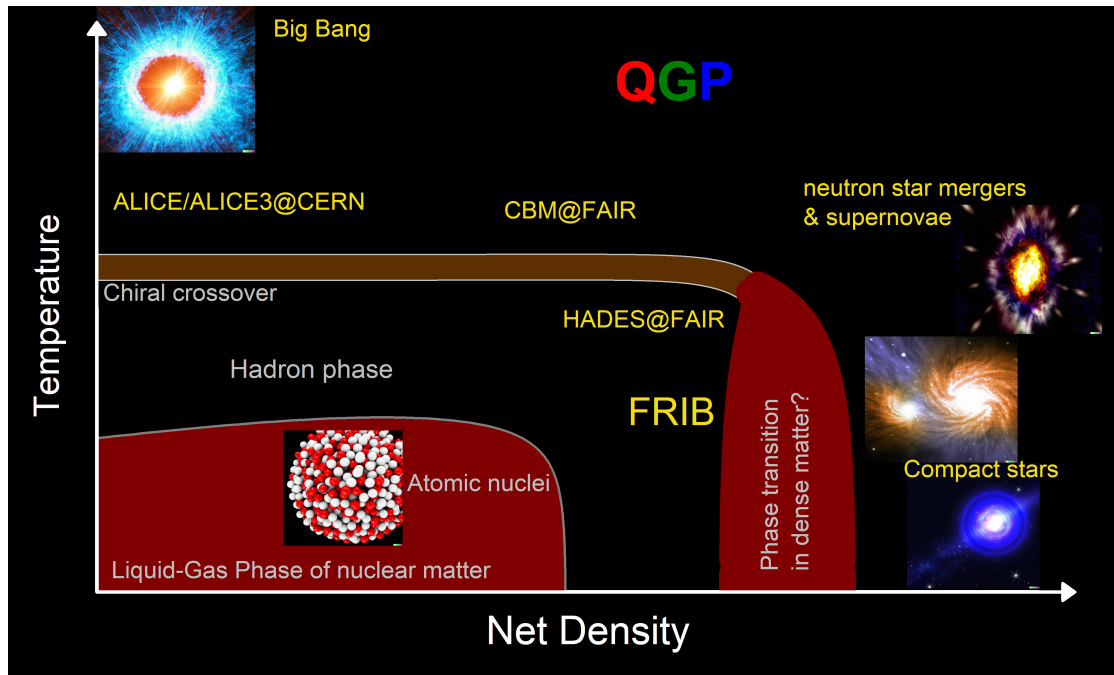 Big Bang
QGP
ALICE/ALICE3@CERN
CBM@FAIR
neutron star mergers
& supernovae
Chiral crossover
HADES@FAIR
Hadron phase
FRIB
Temperature
Phase transition
in dense matter?
Compact stars
Atomic nuclei
Liquid-Gas Phase of nuclear matter
Net Density